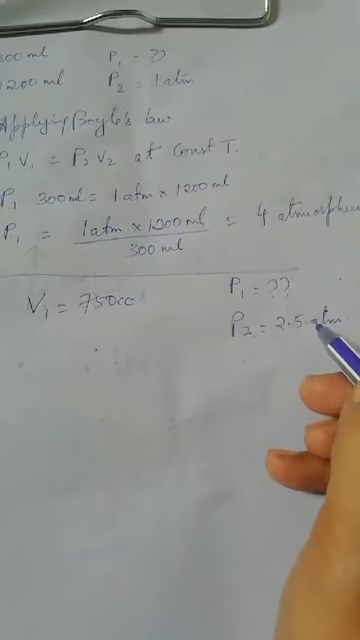 300 ml P₁ = ??
1200 ml P₂ = 1 atm
Applying Boyle's law
P₁ V₁ = P₂ V₂ at Const T.
P₁ 300 ml = 1 atm × 1200 ml
P₁ = 1 atm × 1200 ml / 300 ml = 4 atmosphere
V₁ = 750cc P₁ = ??
P₂ = 2.5 atm.